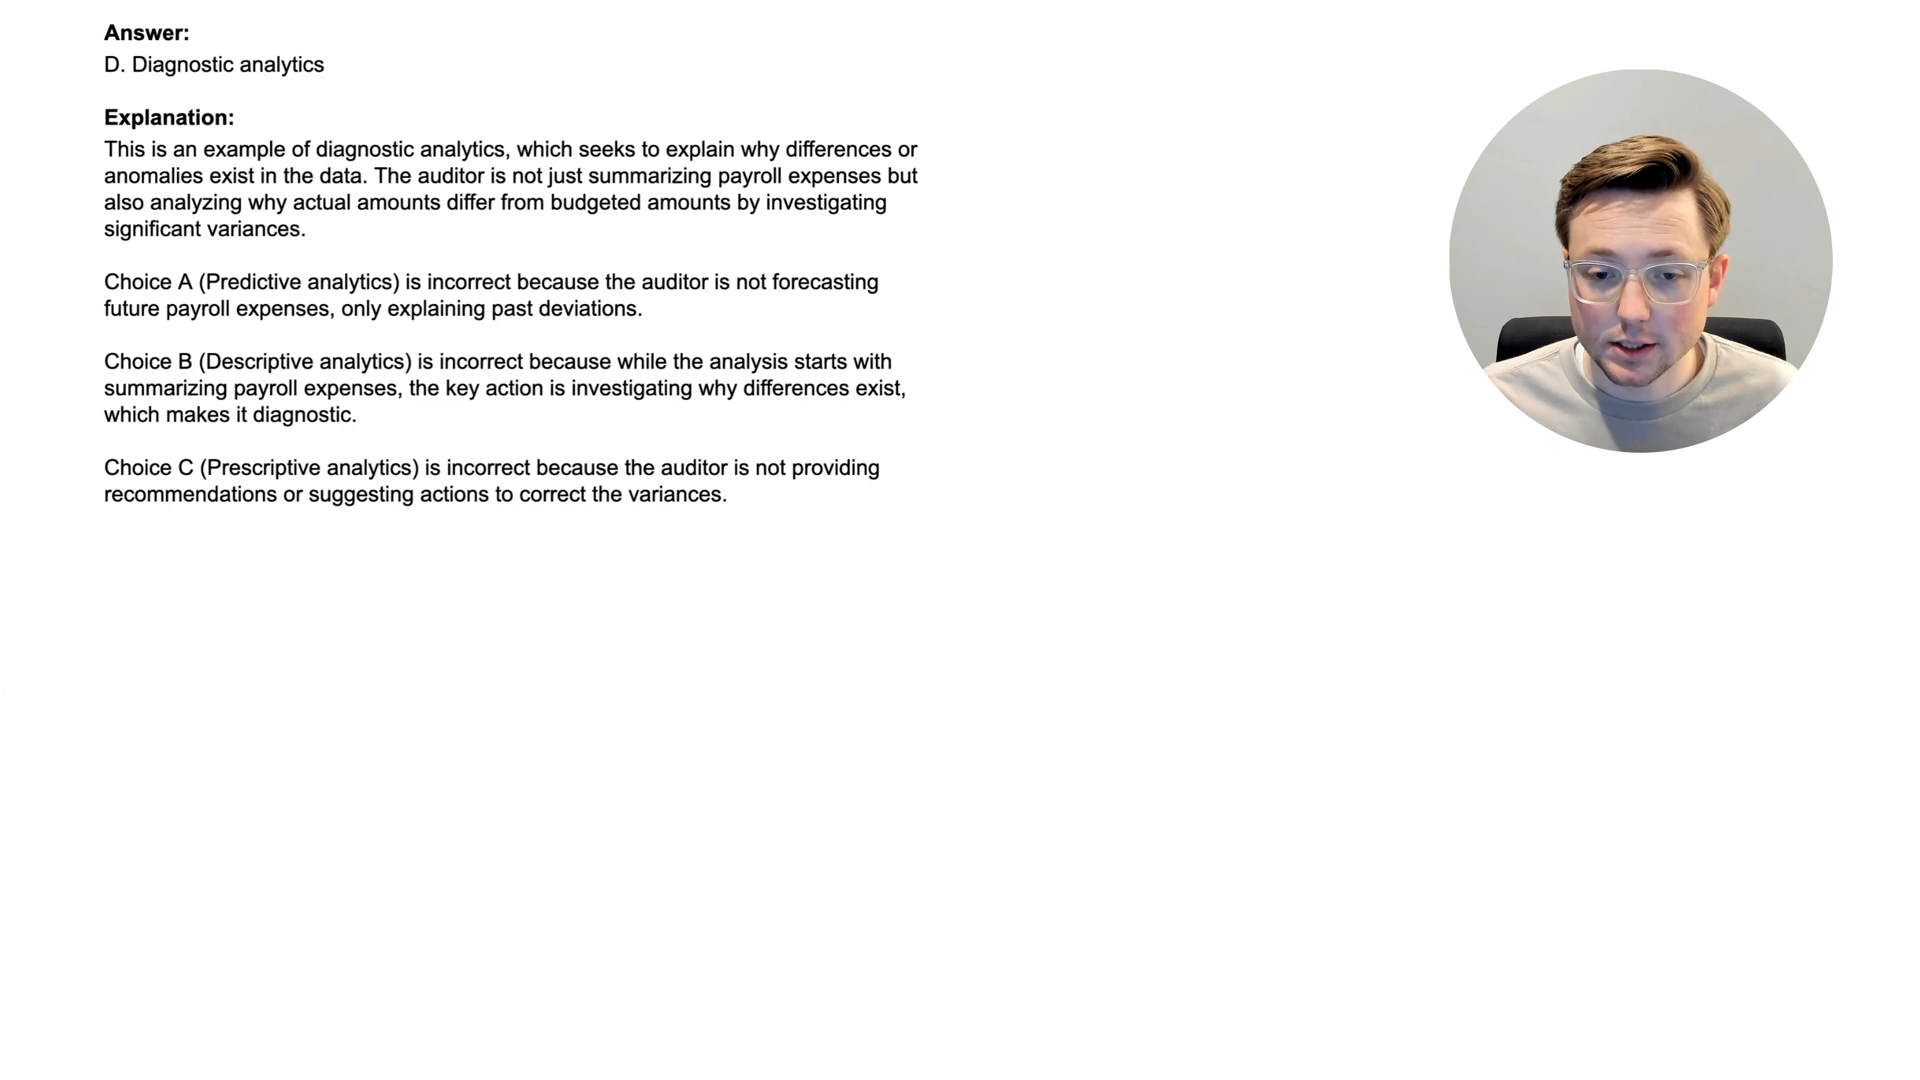 Answer:
D. Diagnostic analytics
Explanation:
This is an example of diagnostic analytics, which seeks to explain why differences or
anomalies exist in the data. The auditor is not just summarizing payroll expenses but
also analyzing why actual amounts differ from budgeted amounts by investigating
significant variances.
Choice A (Predictive analytics) is incorrect because the auditor is not forecasting
future payroll expenses, only explaining past deviations.
Choice B (Descriptive analytics) is incorrect because while the analysis starts with
summarizing payroll expenses, the key action is investigating why differences exist,
which makes it diagnostic.
Choice C (Prescriptive analytics) is incorrect because the auditor is not providing
recommendations or suggesting actions to correct the variances.